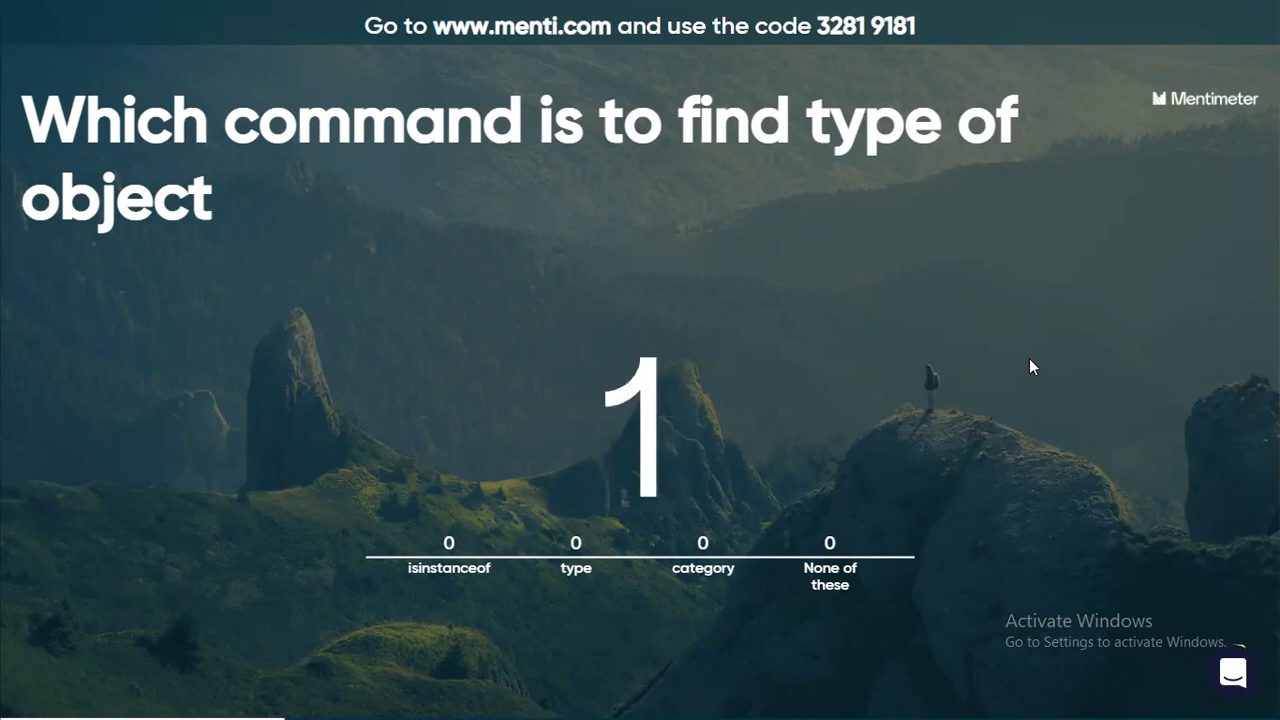 Go to www.menti.com and use the code 3281 9181
Mentimeter
Which command is to find type of
object
1
0 0 0 0
isinstanceof type category None of
these
Activate Windows
Go to Settings to activate Windows.